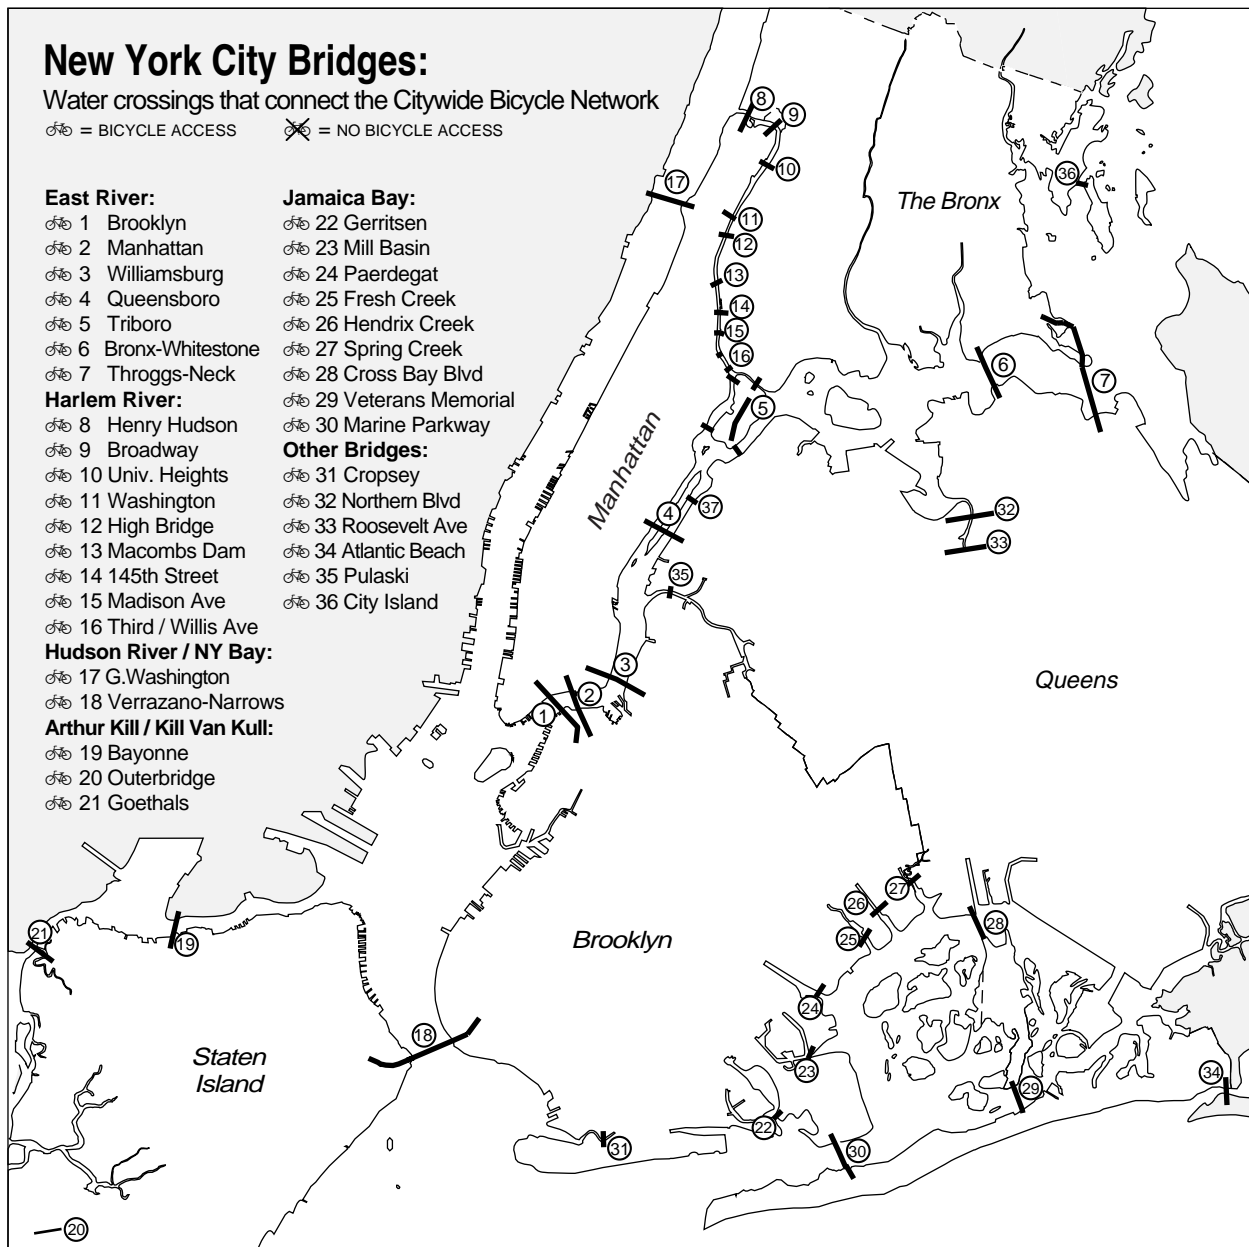 New York City Bridges:
Water crossings that connect the Citywide Bicycle Network
= BICYCLE ACCESS
= NO BICYCLE ACCESS
East River:
1 Brooklyn
2 Manhattan
3 Williamsburg
4 Queensboro
5 Triboro
6 Bronx-Whitestone
7 Throggs-Neck
Harlem River:
8 Henry Hudson
9 Broadway
10 Univ. Heights
11 Washington
12 High Bridge
13 Macombs Dam
14 145th Street
15 Madison Ave
16 Third / Willis Ave
Hudson River / NY Bay:
17 G.Washington
18 Verrazano-Narrows
Arthur Kill / Kill Van Kull:
19 Bayonne
20 Outerbridge
21 Goethals
Jamaica Bay:
22 Gerritsen
23 Mill Basin
24 Paerdegat
25 Fresh Creek
26 Hendrix Creek
27 Spring Creek
28 Cross Bay Blvd
29 Veterans Memorial
30 Marine Parkway
Other Bridges:
31 Cropsey
32 Northern Blvd
33 Roosevelt Ave
34 Atlantic Beach
35 Pulaski
36 City Island
8
9
10
17
36
The Bronx
11
12
13
14
15
16
6
7
5
Manhattan
37
4
32
33
35
3
2
1
Queens
27
26
25
28
21
19
Brooklyn
24
18
Staten
Island
23
29
34
22
31
30
20